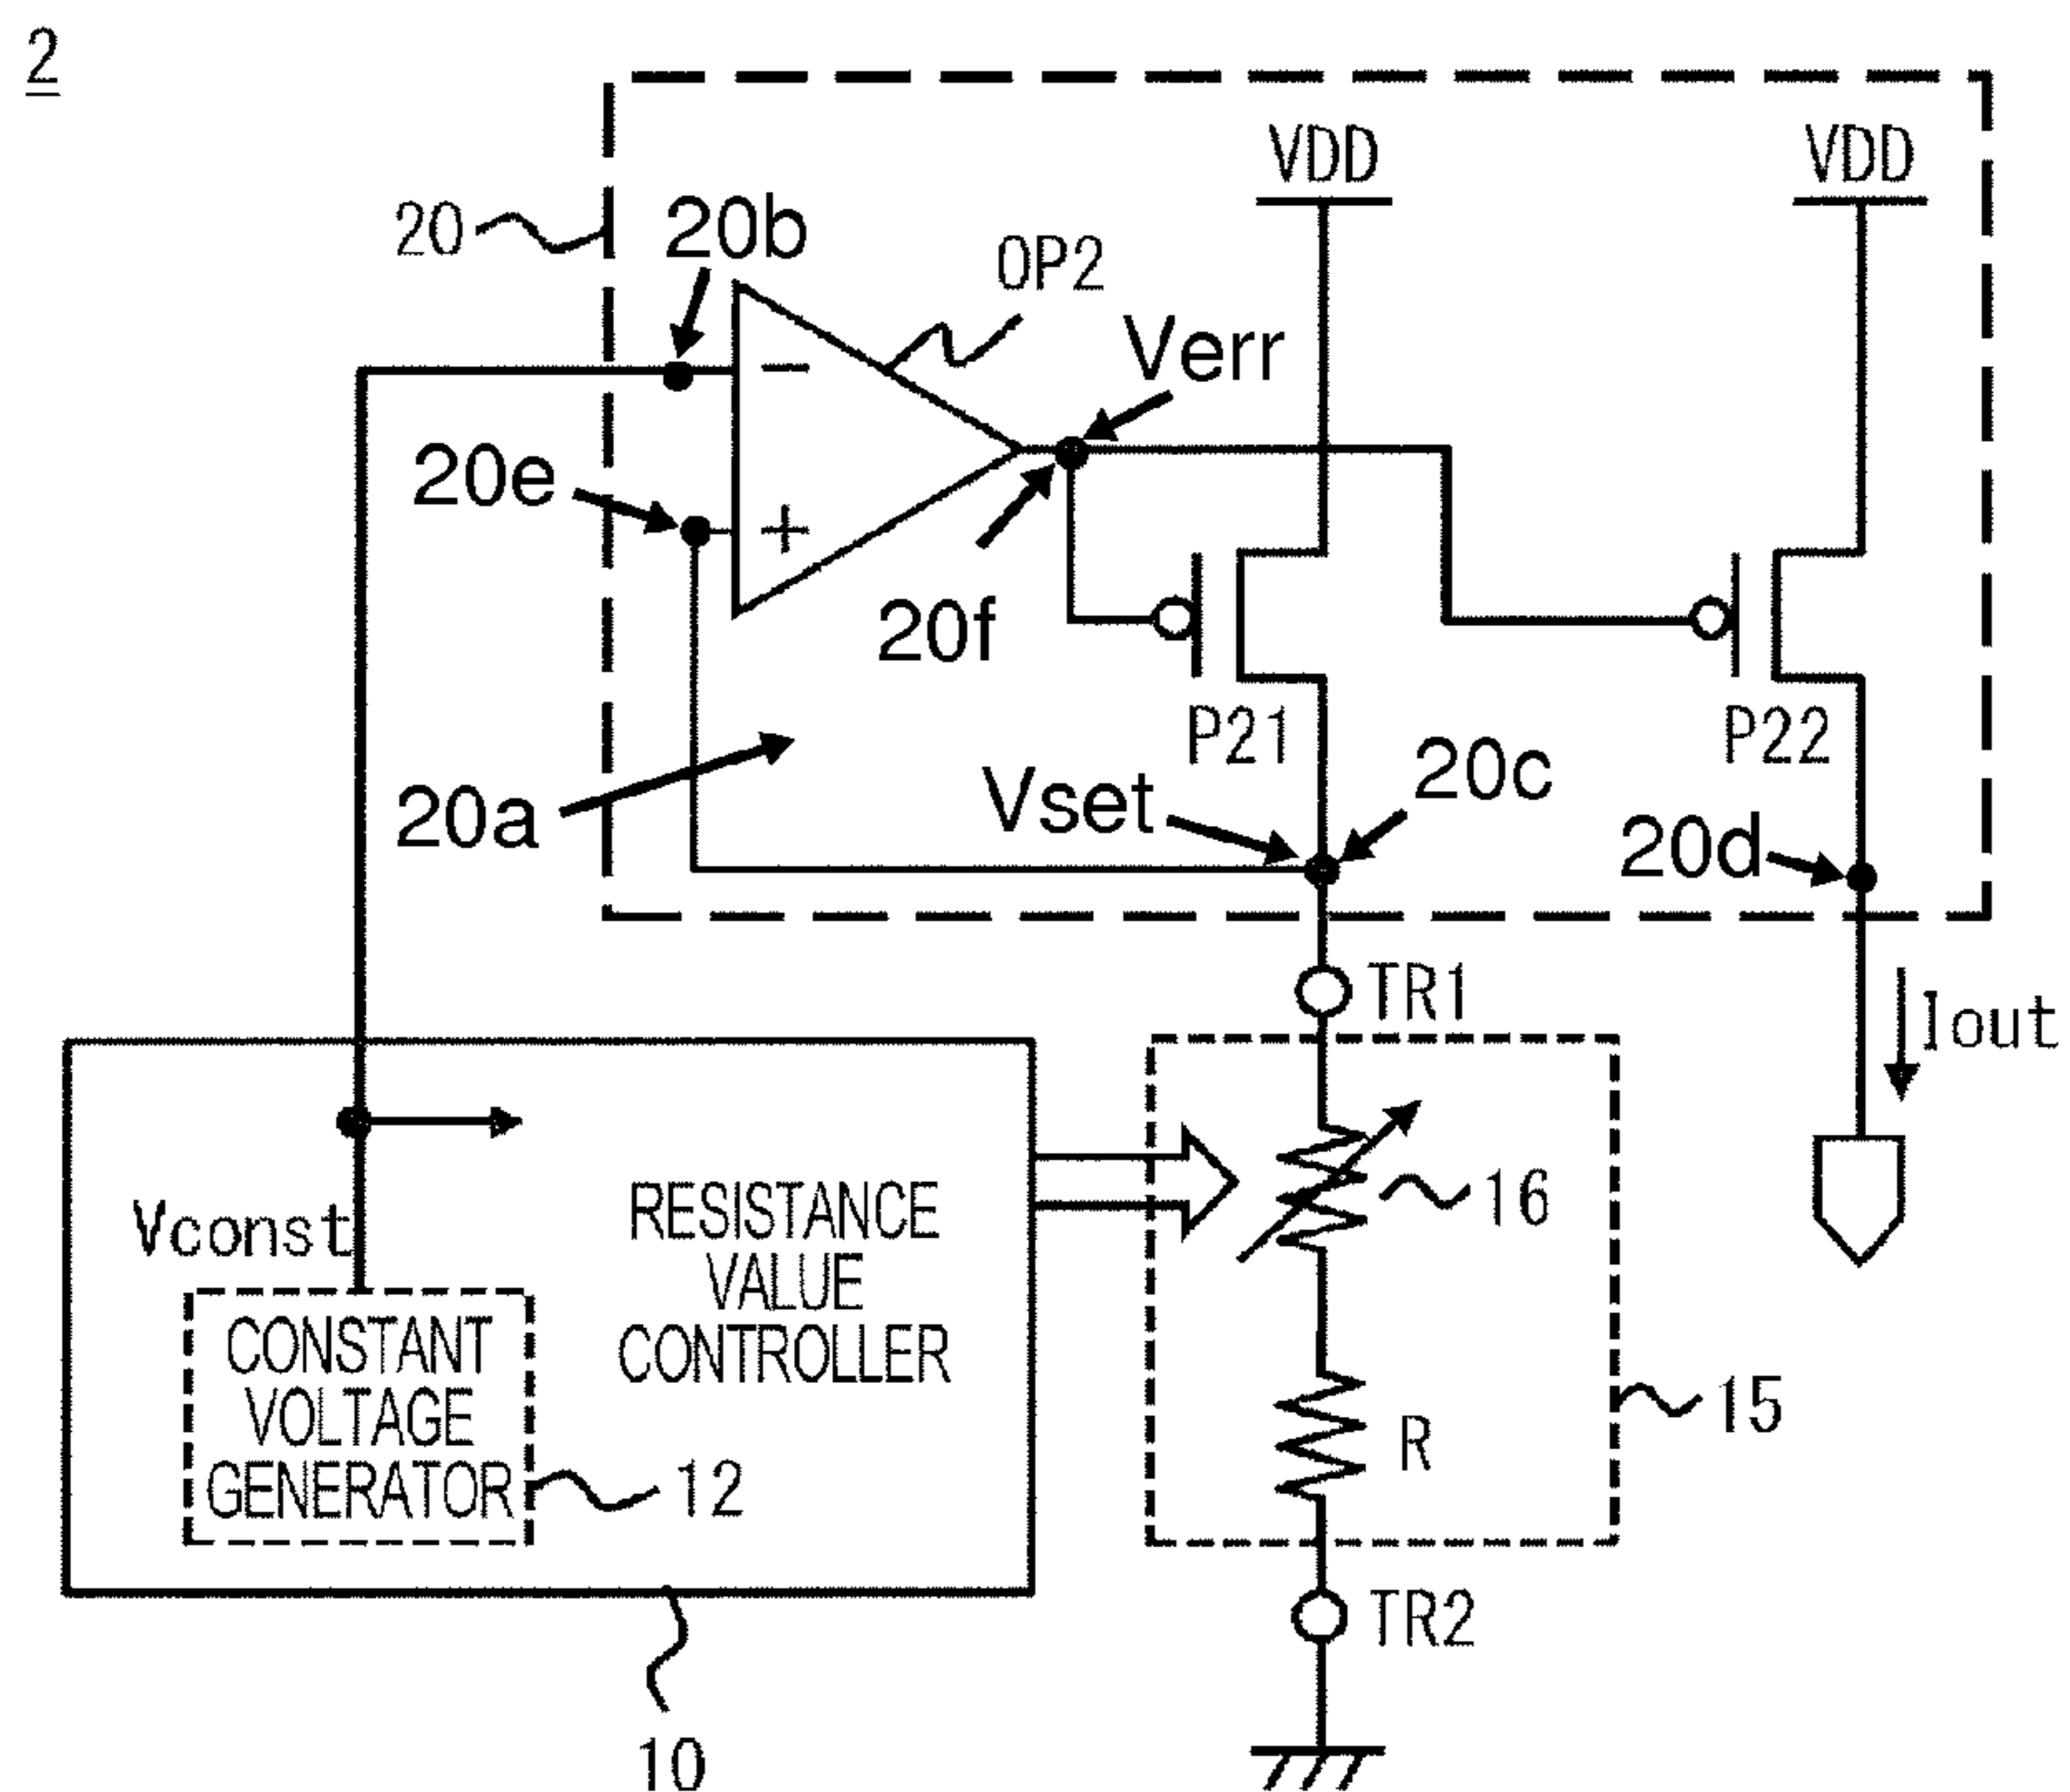 2
VDD
VDD
20
20b
OP2
Verr
−
20e
+
20f
P21
P22
20a
Vset
20c
20d
TR1
Iout
Vconst
RESISTANCE
VALUE
CONTROLLER
16
CONSTANT
VOLTAGE
GENERATOR
R
15
12
TR2
10